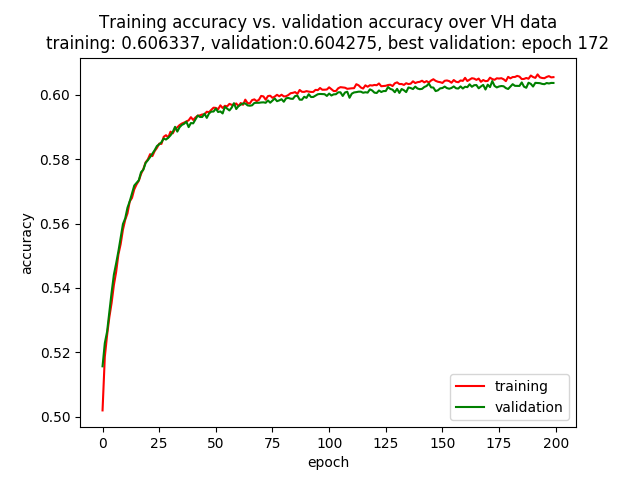 Training accuracy vs. validation accuracy over VH data
training: 0.606337, validation:0.604275, best validation: epoch 172
accuracy
0.60
0.58
0.56
0.54
0.52
0.50
training
validation
0 25 50 75 100 125 150 175 200
epoch